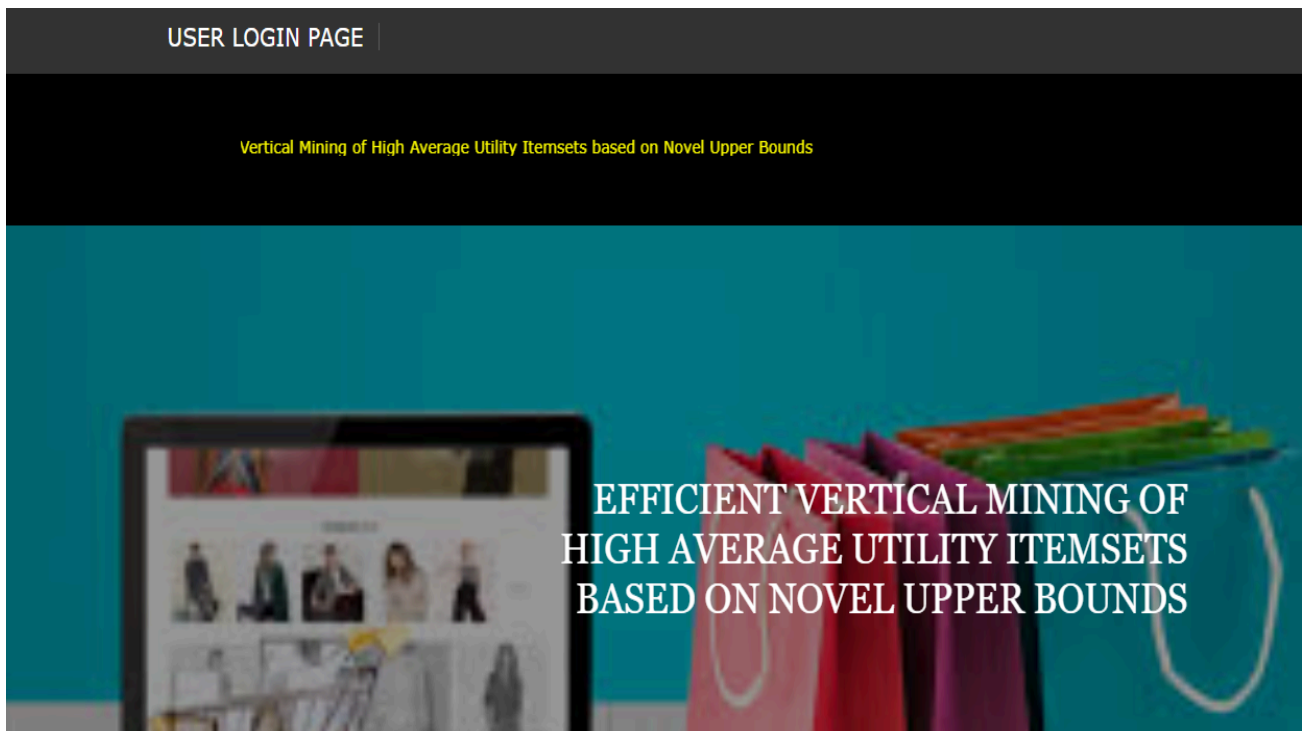 USER LOGIN PAGE
Vertical Mining of High Average Utility Itemsets based on Novel Upper Bounds
EFFICIENT VERTICAL MINING OF
HIGH AVERAGE UTILITY ITEMSETS
BASED ON NOVEL UPPER BOUNDS